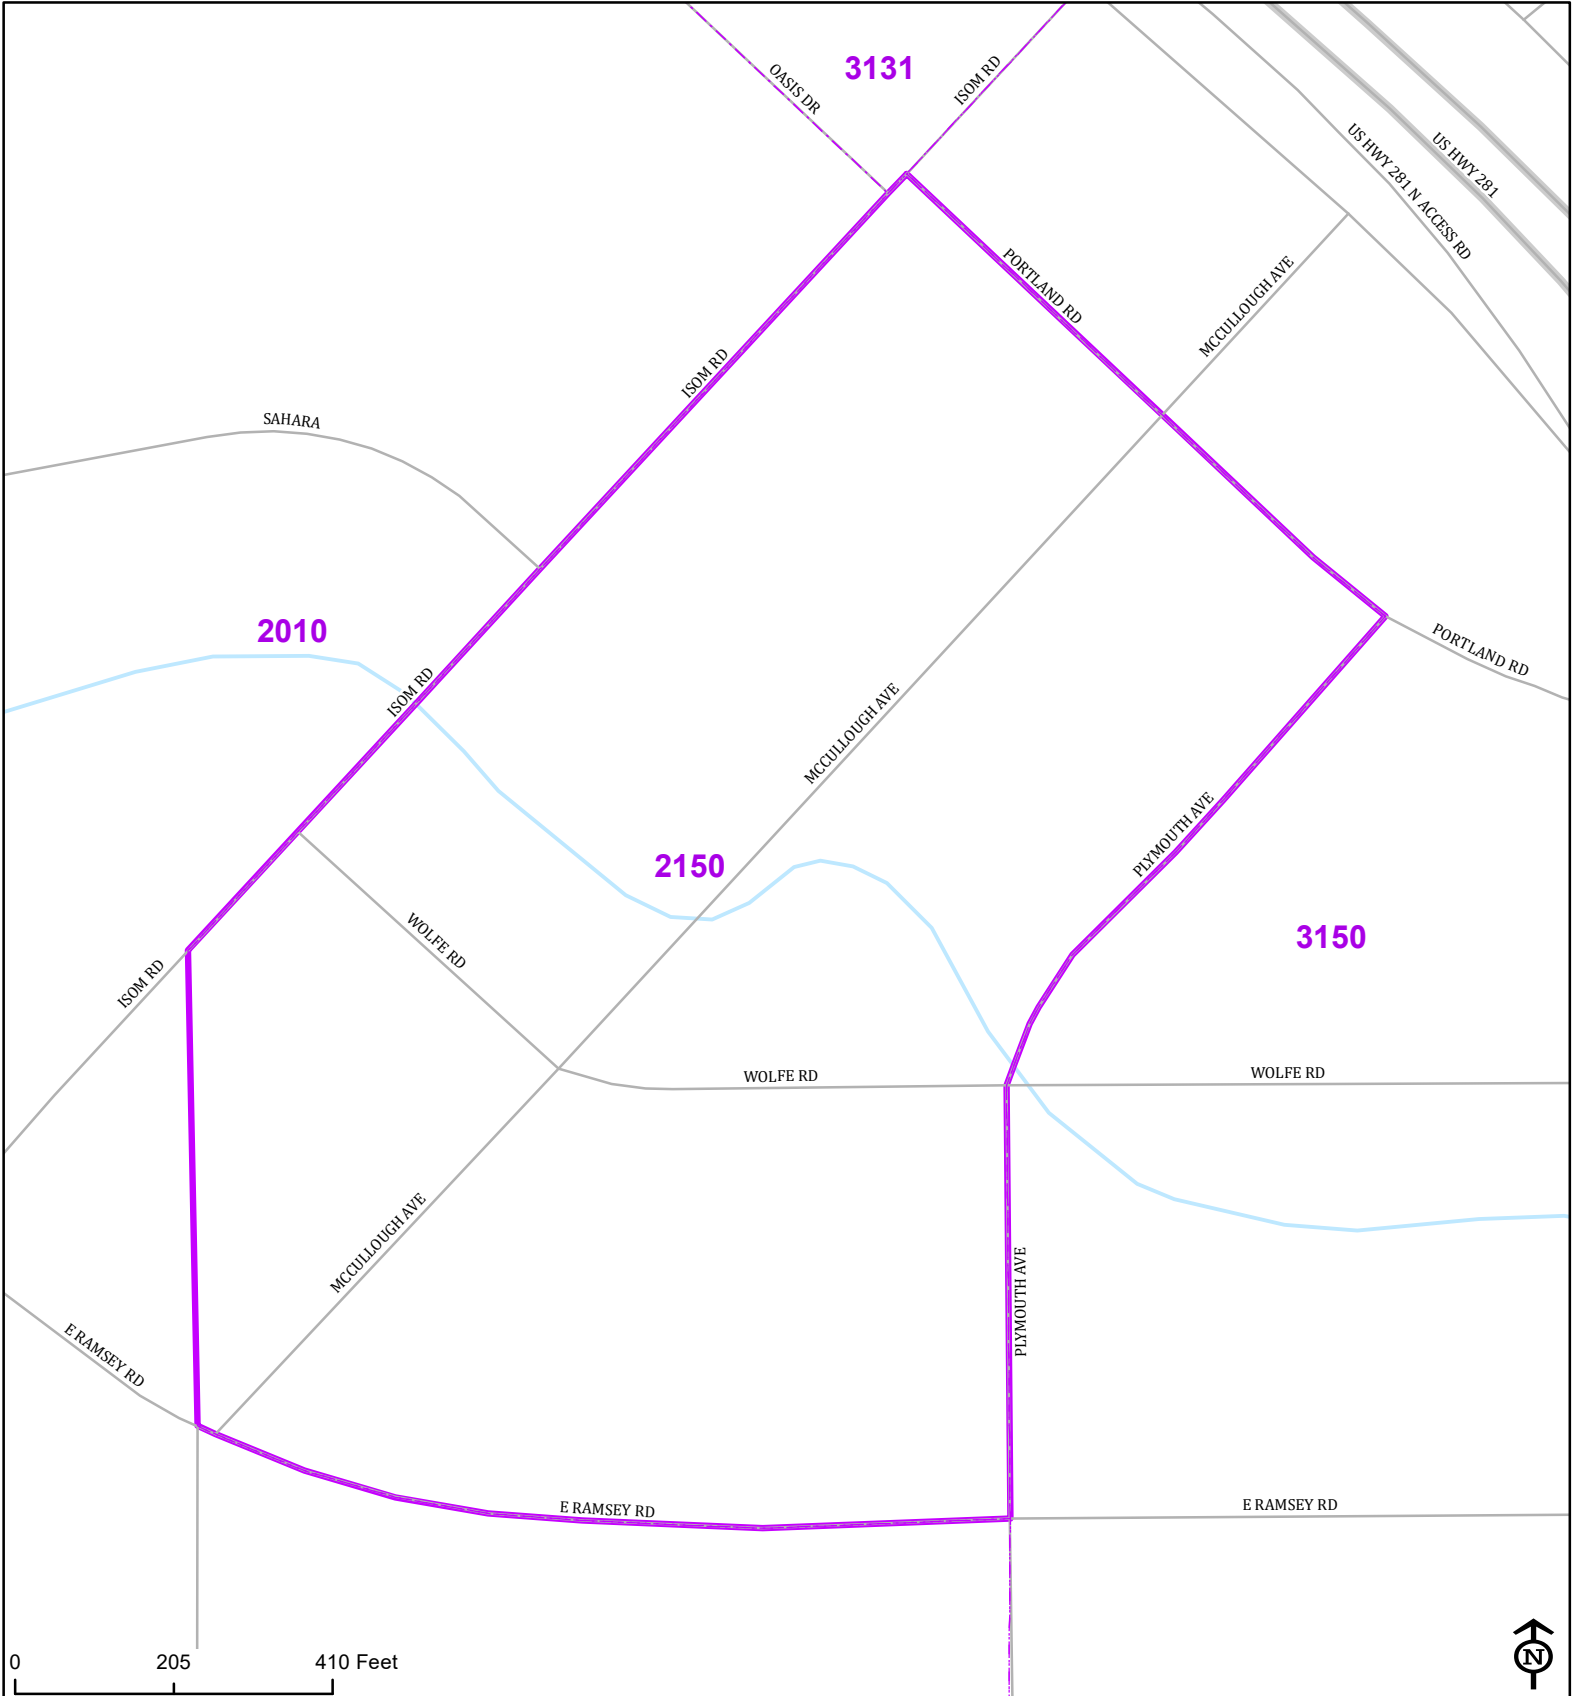 3131
OASIS DR
ISOM RD
US HWY 281 N ACCESS RD
US HWY 281
PORTLAND RD
MCCULLOUGH AVE
ISOM RD
SAHARA
2010
ISOM RD
PORTLAND RD
MCCULLOUGH AVE
PLYMOUTH AVE
2150
3150
WOLFE RD
ISOM RD
WOLFE RD
WOLFE RD
MCCULLOUGH AVE
PLYMOUTH AVE
E RAMSEY RD
E RAMSEY RD
E RAMSEY RD
0 205 410 Feet
N